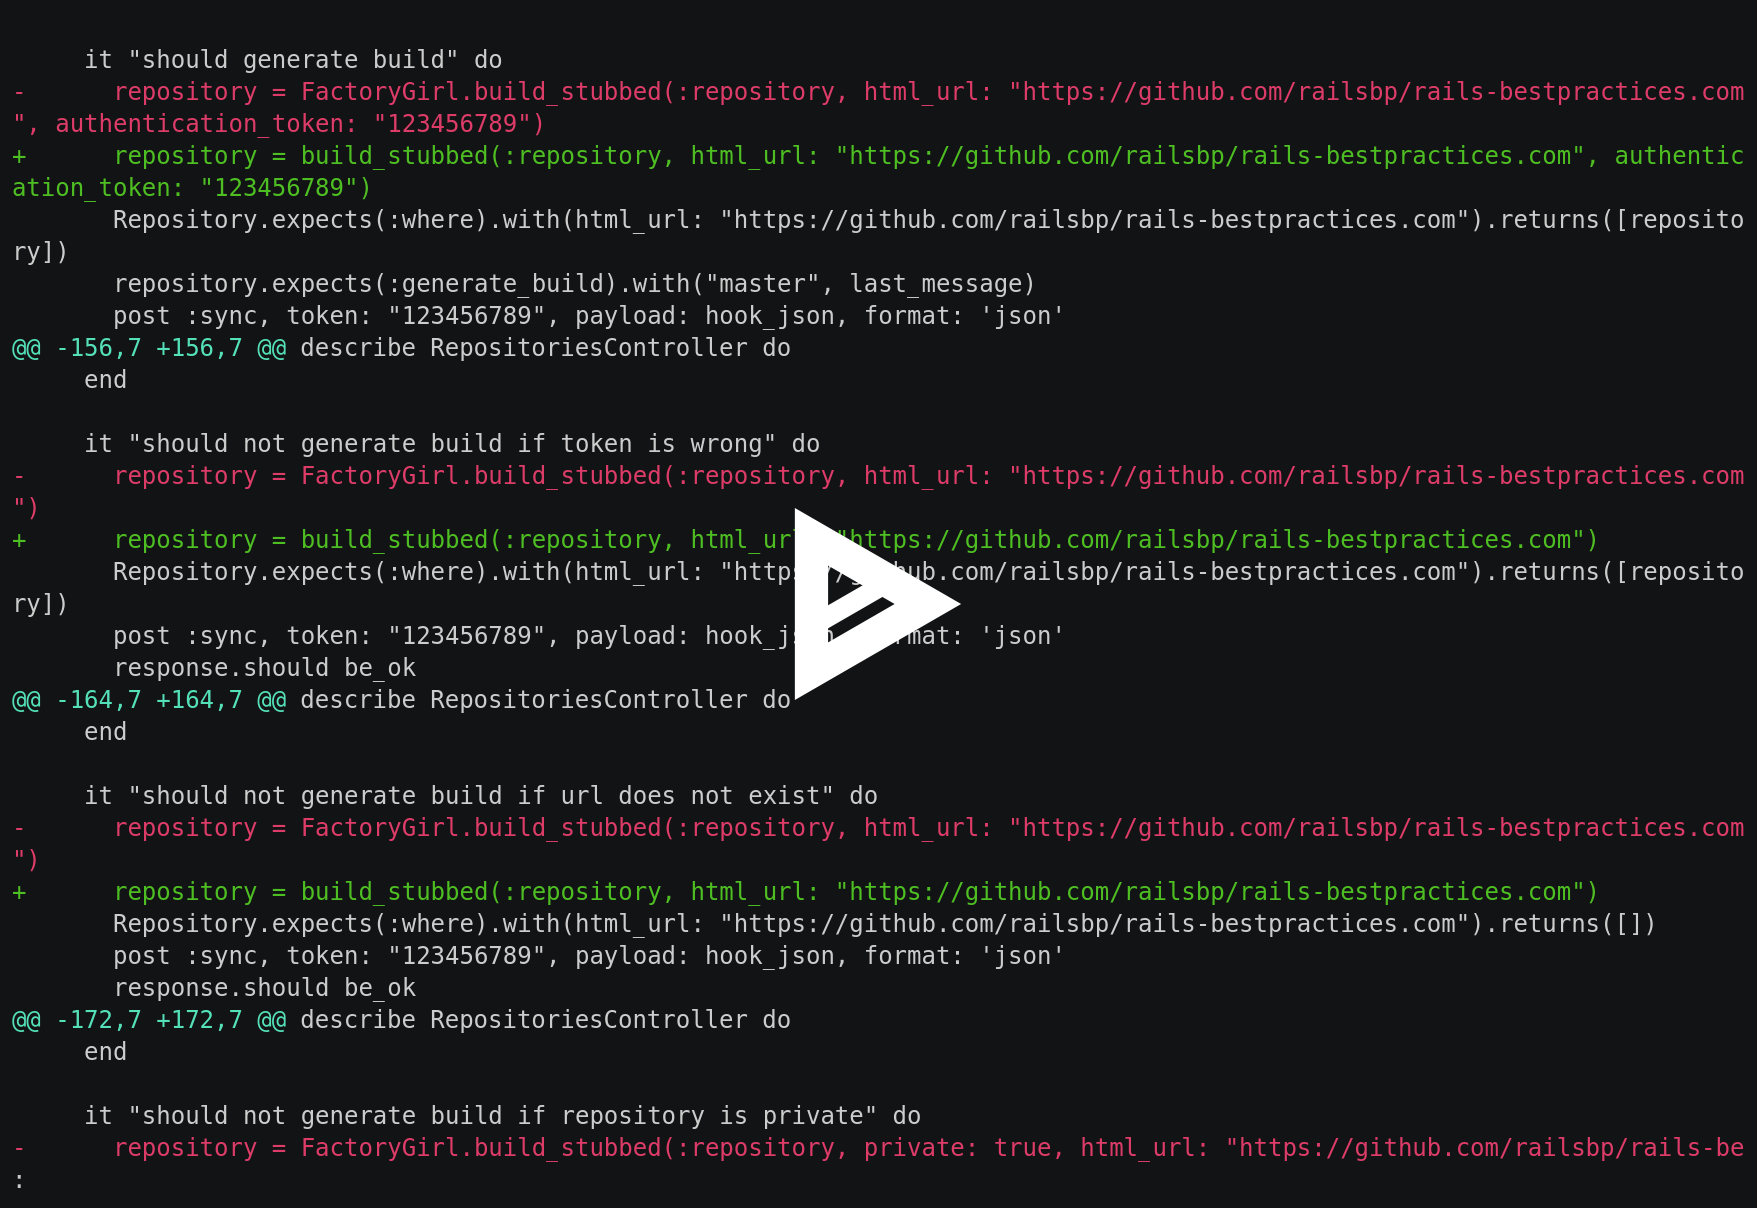 it "should generate build" do
-      repository = FactoryGirl.build_stubbed(:repository, html_url: "https://github.com/railsbp/rails-bestpractices.com
", authentication_token: "123456789")
+      repository = build_stubbed(:repository, html_url: "https://github.com/railsbp/rails-bestpractices.com", authentic
ation_token: "123456789")
       Repository.expects(:where).with(html_url: "https://github.com/railsbp/rails-bestpractices.com").returns([reposito
ry])
       repository.expects(:generate_build).with("master", last_message)
       post :sync, token: "123456789", payload: hook_json, format: 'json'
@@ -156,7 +156,7 @@ describe RepositoriesController do
     end

     it "should not generate build if token is wrong" do
-      repository = FactoryGirl.build_stubbed(:repository, html_url: "https://github.com/railsbp/rails-bestpractices.com
")
+      repository = build_stubbed(:repository, html_url: "https://github.com/railsbp/rails-bestpractices.com")
       Repository.expects(:where).with(html_url: "https://github.com/railsbp/rails-bestpractices.com").returns([reposito
ry])
       post :sync, token: "123456789", payload: hook_json, format: 'json'
       response.should be_ok
@@ -164,7 +164,7 @@ describe RepositoriesController do
     end

     it "should not generate build if url does not exist" do
-      repository = FactoryGirl.build_stubbed(:repository, html_url: "https://github.com/railsbp/rails-bestpractices.com
")
+      repository = build_stubbed(:repository, html_url: "https://github.com/railsbp/rails-bestpractices.com")
       Repository.expects(:where).with(html_url: "https://github.com/railsbp/rails-bestpractices.com").returns([])
       post :sync, token: "123456789", payload: hook_json, format: 'json'
       response.should be_ok
@@ -172,7 +172,7 @@ describe RepositoriesController do
     end

     it "should not generate build if repository is private" do
-      repository = FactoryGirl.build_stubbed(:repository, private: true, html_url: "https://github.com/railsbp/rails-be
: